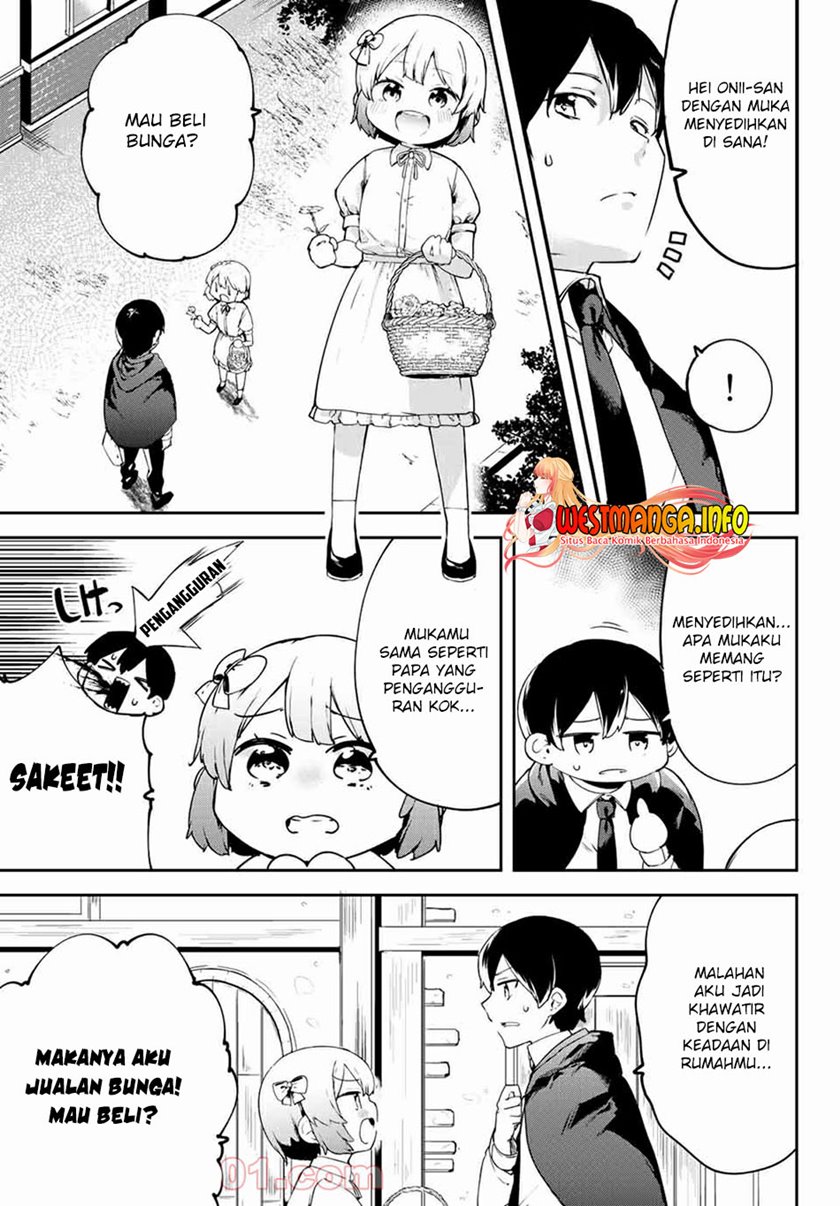 HEI ONII-SAN
DENGAN MUKA
MENYEDIHKAN
DI SANA!
!
MAU BELI
BUNGA?
WESTMANGA.INFO
Situs Baca Komik Berbahasa Indonesia
MENYEDIHKAN...
APA MUKAKU
MEMANG
SEPERTI ITU?
MUKAMU
SAMA SEPERTI
PAPA YANG
PENGANGGU-
RAN KOK...
PENGANGGURAN
SAKEET!!
MALAHAN
AKU JADI
KHAWATIR
DENGAN
KEADAAN DI
RUMAHMU...
MAKANYA AKU
JUALAN BUNGA!
MAU BELI?
01.com